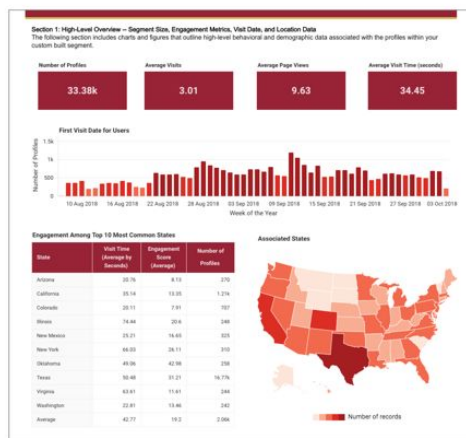 Section 1: High-Level Overview – Segment Size, Engagement Metrics, Visit Date, and Location Data
The following section includes charts and figures that outline high-level behavioral and demographic data associated with the profiles within your
custom built segment.
Number of Profiles Average Visits Average Page Views Average Visit Time (seconds)
33.38k 3.01 9.63 34.45
First Visit Date for Users
1.5k
1k
500
0
Number of Profiles
10 Aug 2018 16 Aug 2018 22 Aug 2018 28 Aug 2018 03 Sep 2018 09 Sep 2018 15 Sep 2018 21 Sep 2018 27 Sep 2018 03 Oct 2018
Week of the Year
Engagement Among Top 10 Most Common States Associated States
State Visit Time (Average by Seconds) Engagement Score (Average) Number of Profiles
Arizona 20.76 8.13 270
California 35.14 13.35 1.21k
Colorado 20.11 7.91 707
Illinois 74.44 20.6 248
New Mexico 25.21 16.65 325
New York 66.03 26.11 310
Oklahoma 49.06 42.98 258
Texas 50.48 31.21 16.77k
Virginia 63.61 11.61 244
Washington 22.81 13.46 242
Average 42.77 19.2 2.06k
Number of records